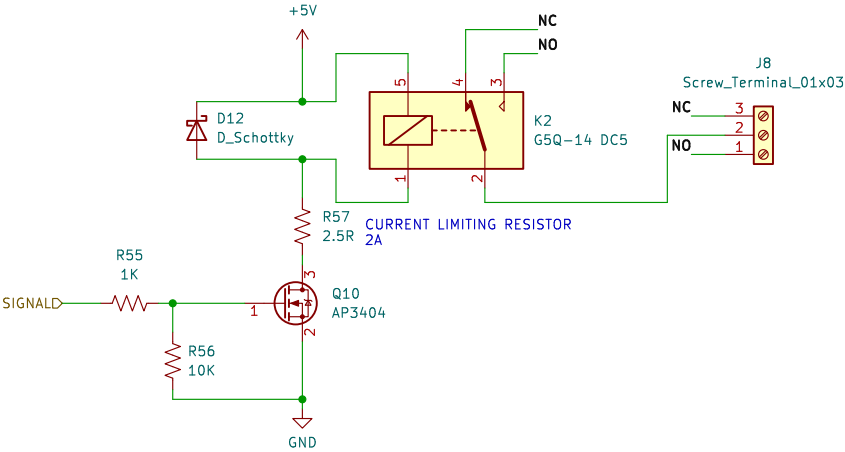 +5V
NC
NO
5
4
3
J8
Screw_Terminal_01x03
D12
D_Schottky
K2
G5Q-14 DC5
NC
3
2
NO
1
1
2
R57
2.5R
CURRENT LIMITING RESISTOR
2A
R55
1K
3
Q10
AP3404
SIGNAL
1
2
R56
10K
GND